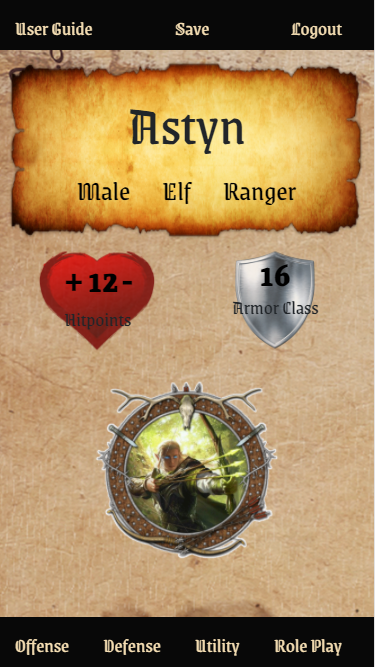 User Guide Save Logout
Astyn
Male Elf Ranger
+ 12 -
Hitpoints
16
Armor Class
Offense Defense Utility Role Play